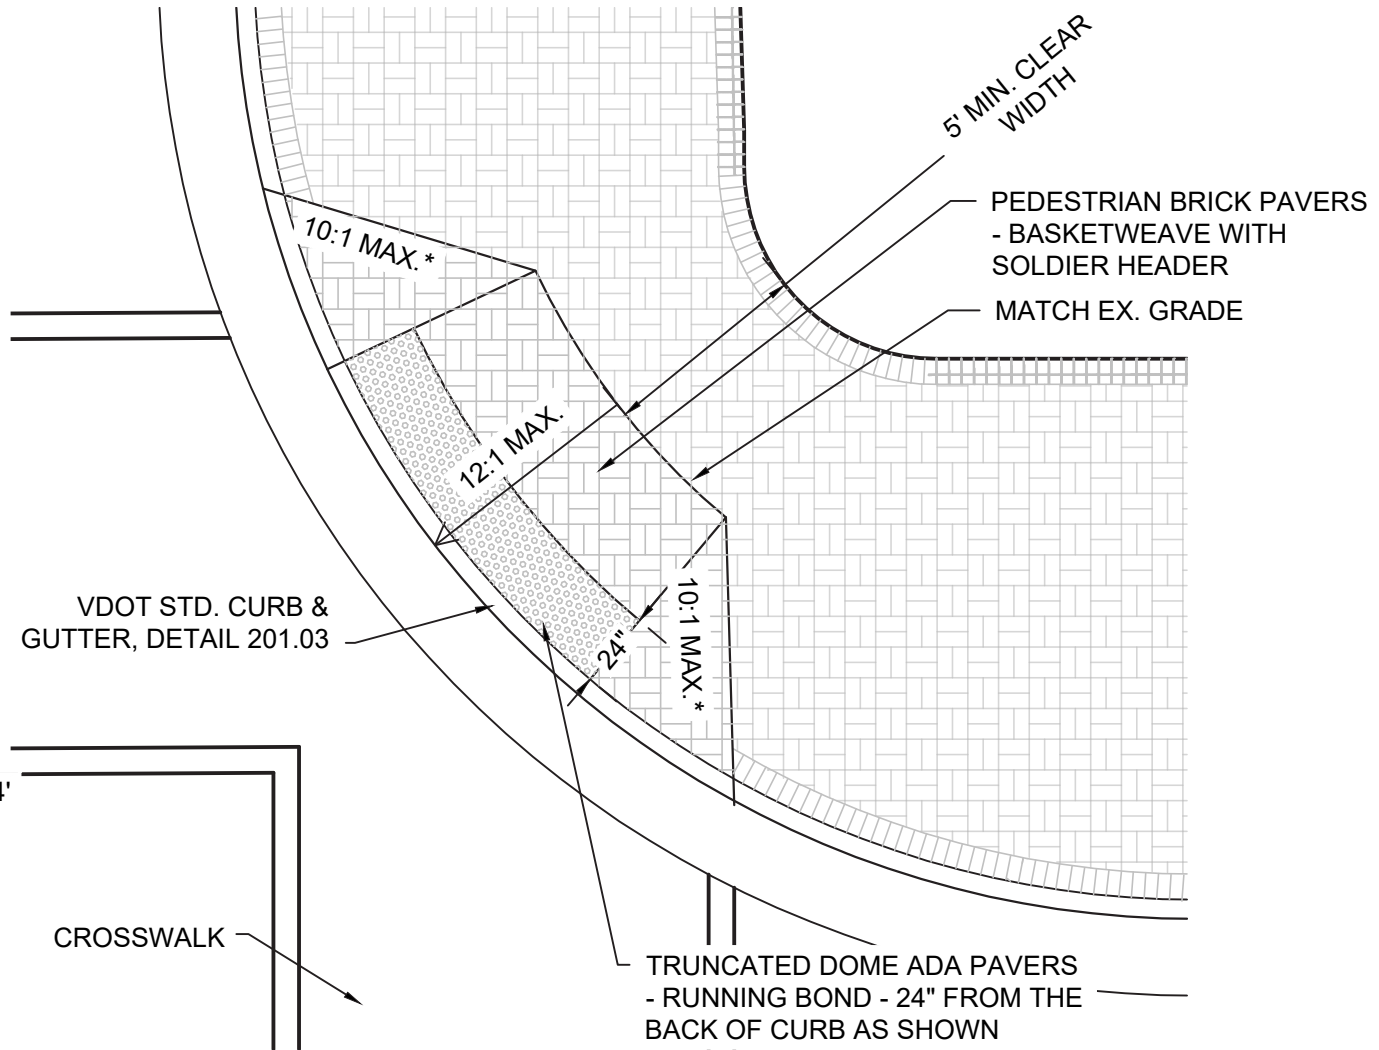 5' MIN. CLEAR
WIDTH
PEDESTRIAN BRICK PAVERS
- BASKETWEAVE WITH
SOLDIER HEADER
MATCH EX. GRADE
10:1 MAX. *
12:1 MAX.
10:1 MAX. *
24"
VDOT STD. CURB &
GUTTER, DETAIL 201.03
4'
CROSSWALK
TRUNCATED DOME ADA PAVERS
- RUNNING BOND - 24" FROM THE
BACK OF CURB AS SHOWN